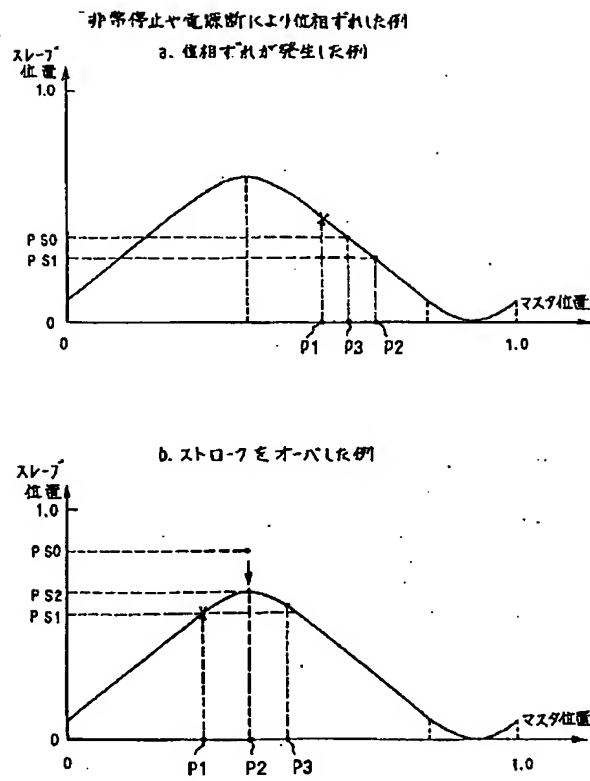 非常停止や電源断により位相ずれした例
a. 位相ずれが発生した例
スレーブ
位置
1.0
PS0
PS1
0
マスタ位置
0
P1
P3
P2
1.0
b. ストロークをオーバした例
スレーブ
位置
1.0
PS0
PS2
PS1
0
マスタ位置
0
P1
P2
P3
1.0